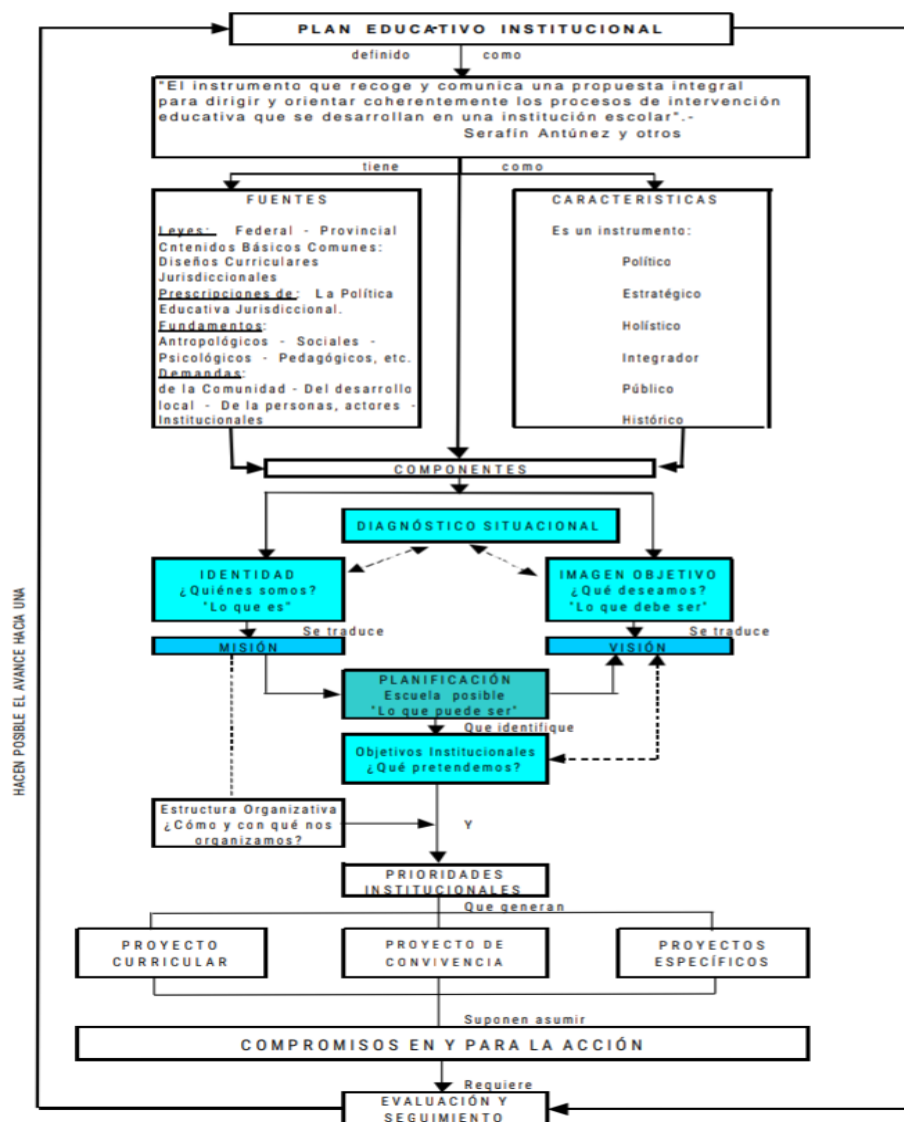 PLAN EDUCATIVO INSTITUCIONAL
definido como
"El instrumento que recoge y comunica una propuesta integral
para dirigir y orientar coherentemente los procesos de intervención
educativa que se desarrollan en una institución escolar".-
Serafín Antúnez y otros
tiene como
FUENTES
Leyes: Federal - Provincial
Cntenidos Básicos Comunes:
Diseños Curriculares
Jurisdiccionales
Prescripciones de: La Política
Educativa Jurisdiccional.
Fundamentos:
Antropológicos - Sociales -
Psicológicos - Pedagógicos, etc.
Demandas:
de la Comunidad - Del desarrollo
local - De la personas, actores -
Institucionales
CARACTERISTICAS
Es un instrumento:
Político
Estratégico
Holístico
Integrador
Público
Histórico
COMPONENTES
DIAGNÓSTICO SITUACIONAL
IDENTIDAD
¿Quiénes somos?
"Lo que es"
IMAGEN OBJETIVO
¿Qué deseamos?
"Lo que debe ser"
Se traduce
Se traduce
MISIÓN
VISIÓN
PLANIFICACIÓN
Escuela posible
"Lo que puede ser"
Que identifique
Objetivos Institucionales
¿Qué pretendemos?
Estructura Organizativa
¿Cómo y con qué nos
organizamos?
Y
PRIORIDADES
INSTITUCIONALES
Que generan
PROYECTO
CURRICULAR
PROYECTO DE
CONVIVENCIA
PROYECTOS
ESPECÍFICOS
Suponen asumir
COMPROMISOS EN Y PARA LA ACCIÓN
Requiere
EVALUACIÓN Y
SEGUIMIENTO
HACEN POSIBLE EL AVANCE HACIA UNA